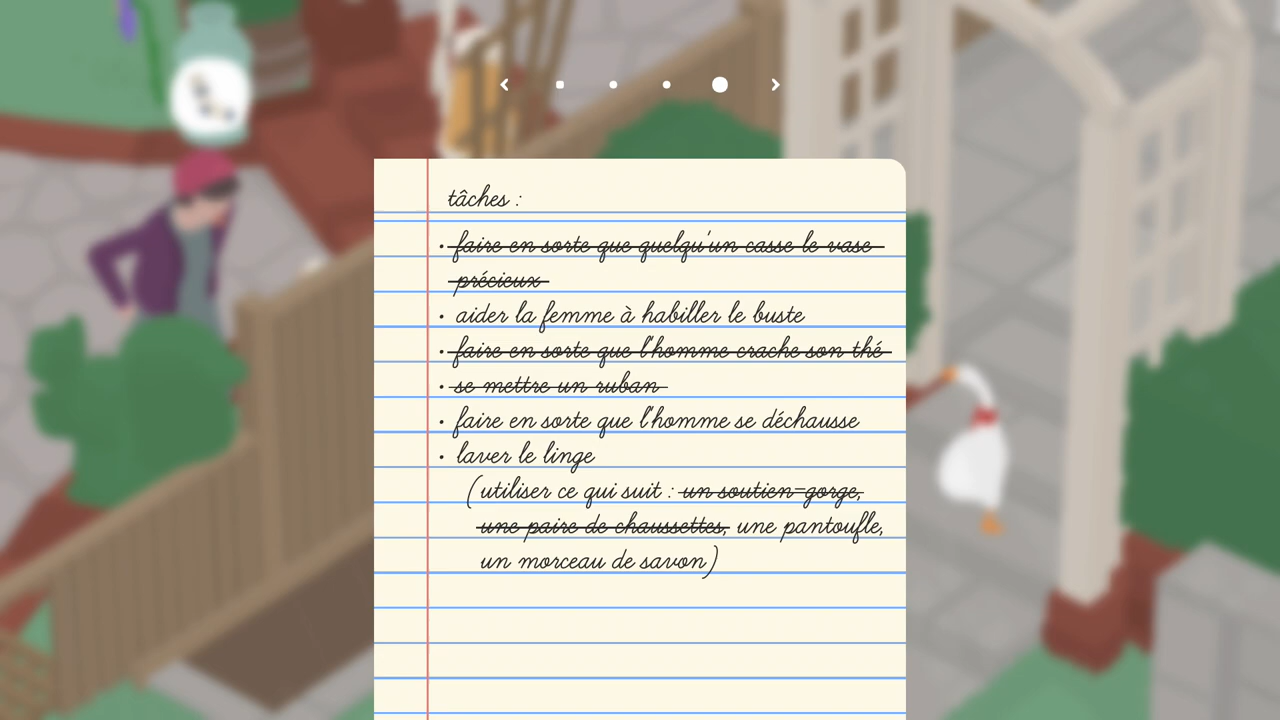 tâches :
• faire en sorte que quelqu'un casse le vase
précieux
• aider la femme à habiller le buste
• faire en sorte que l'homme crache son thé
• se mettre un ruban
• faire en sorte que l'homme se déchausse
• laver le linge
(utiliser ce qui suit : un soutien-gorge,
une paire de chaussettes, une pantoufle,
un morceau de savon)